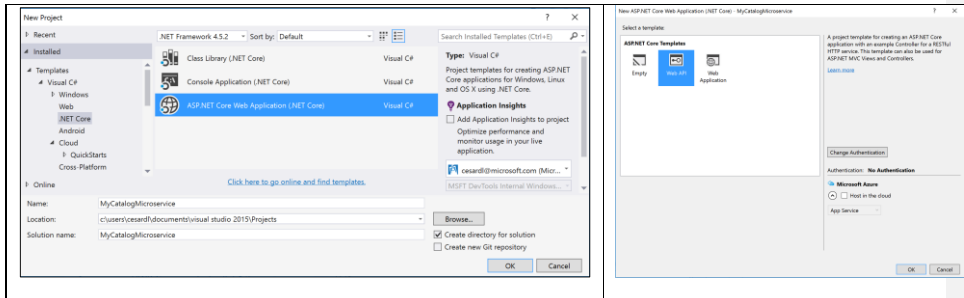 New Project
? ×
Recent
.NET Framework 4.5.2
Sort by: Default
Search Installed Templates (Ctrl+E)
Installed
Templates
Visual C#
Windows
Web
.NET Core
Android
Cloud
QuickStarts
Cross-Platform
Online
Class Library (.NET Core) Visual C#
Console Application (.NET Core) Visual C#
ASP.NET Core Web Application (.NET Core) Visual C#
Click here to go online and find templates.
Type: Visual C#
Project templates for creating ASP.NET
Core applications for Windows, Linux
and OS X using .NET Core.
Application Insights
Add Application Insights to project
Optimize performance and
monitor usage in your live
application.
cesardl@microsoft.com (Micr...
MSFT DevTools Internal Windows...
Name: MyCatalogMicroservice
Location: c:\users\cesardl\documents\visual studio 2015\Projects
Browse...
Solution name: MyCatalogMicroservice
Create directory for solution
Create new Git repository
OK Cancel
New ASP.NET Core Web Application (.NET Core) - MyCatalogMicroservice
? ×
Select a template:
ASP.NET Core Templates
Empty
Web API
Web
Application
A project template for creating an ASP.NET Core
application with an example Controller for a RESTful
HTTP service. This template can also be used for
ASP.NET MVC Views and Controllers.
Learn more
Change Authentication
Authentication: No Authentication
Microsoft Azure
Host in the cloud
App Service
OK Cancel